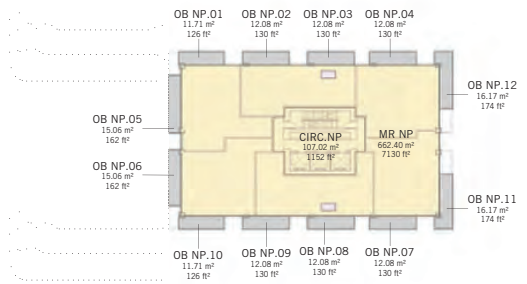 OB NP.01
11.71 m²
126 ft²
OB NP.02
12.08 m²
130 ft²
OB NP.03
12.08 m²
130 ft²
OB NP.04
12.08 m²
130 ft²
OB NP.12
16.17 m²
174 ft²
OB NP.05
15.06 m²
162 ft²
CIRC.NP
107.02 m²
1152 ft²
MR NP
662.40 m²
7130 ft²
OB NP.06
15.06 m²
162 ft²
OB NP.11
16.17 m²
174 ft²
OB NP.10
11.71 m²
126 ft²
OB NP.09
12.08 m²
130 ft²
OB NP.08
12.08 m²
130 ft²
OB NP.07
12.08 m²
130 ft²